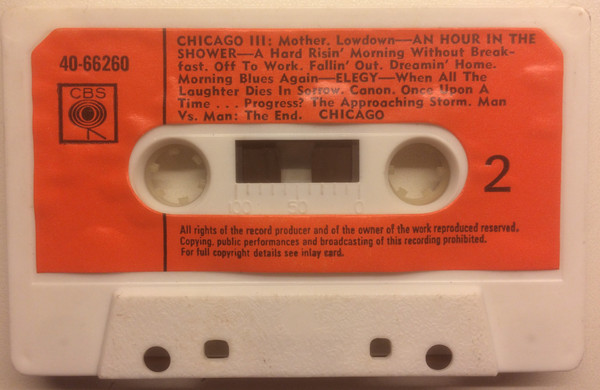 40-66260
CBS
CHICAGO III: Mother. Lowdown—AN HOUR IN THE
SHOWER—A Hard Risin' Morning Without Break-
fast. Off To Work. Fallin' Out. Dreamin' Home.
Morning Blues Again—ELEGY—When All The
Laughter Dies In Sorrow. Canon. Once Upon A
Time . . . Progress? The Approaching Storm. Man
Vs. Man: The End. CHICAGO
2
100 50 0
All rights of the record producer and of the owner of the work reproduced reserved.
Copying, public performances and broadcasting of this recording prohibited.
For full copyright details see inlay card.